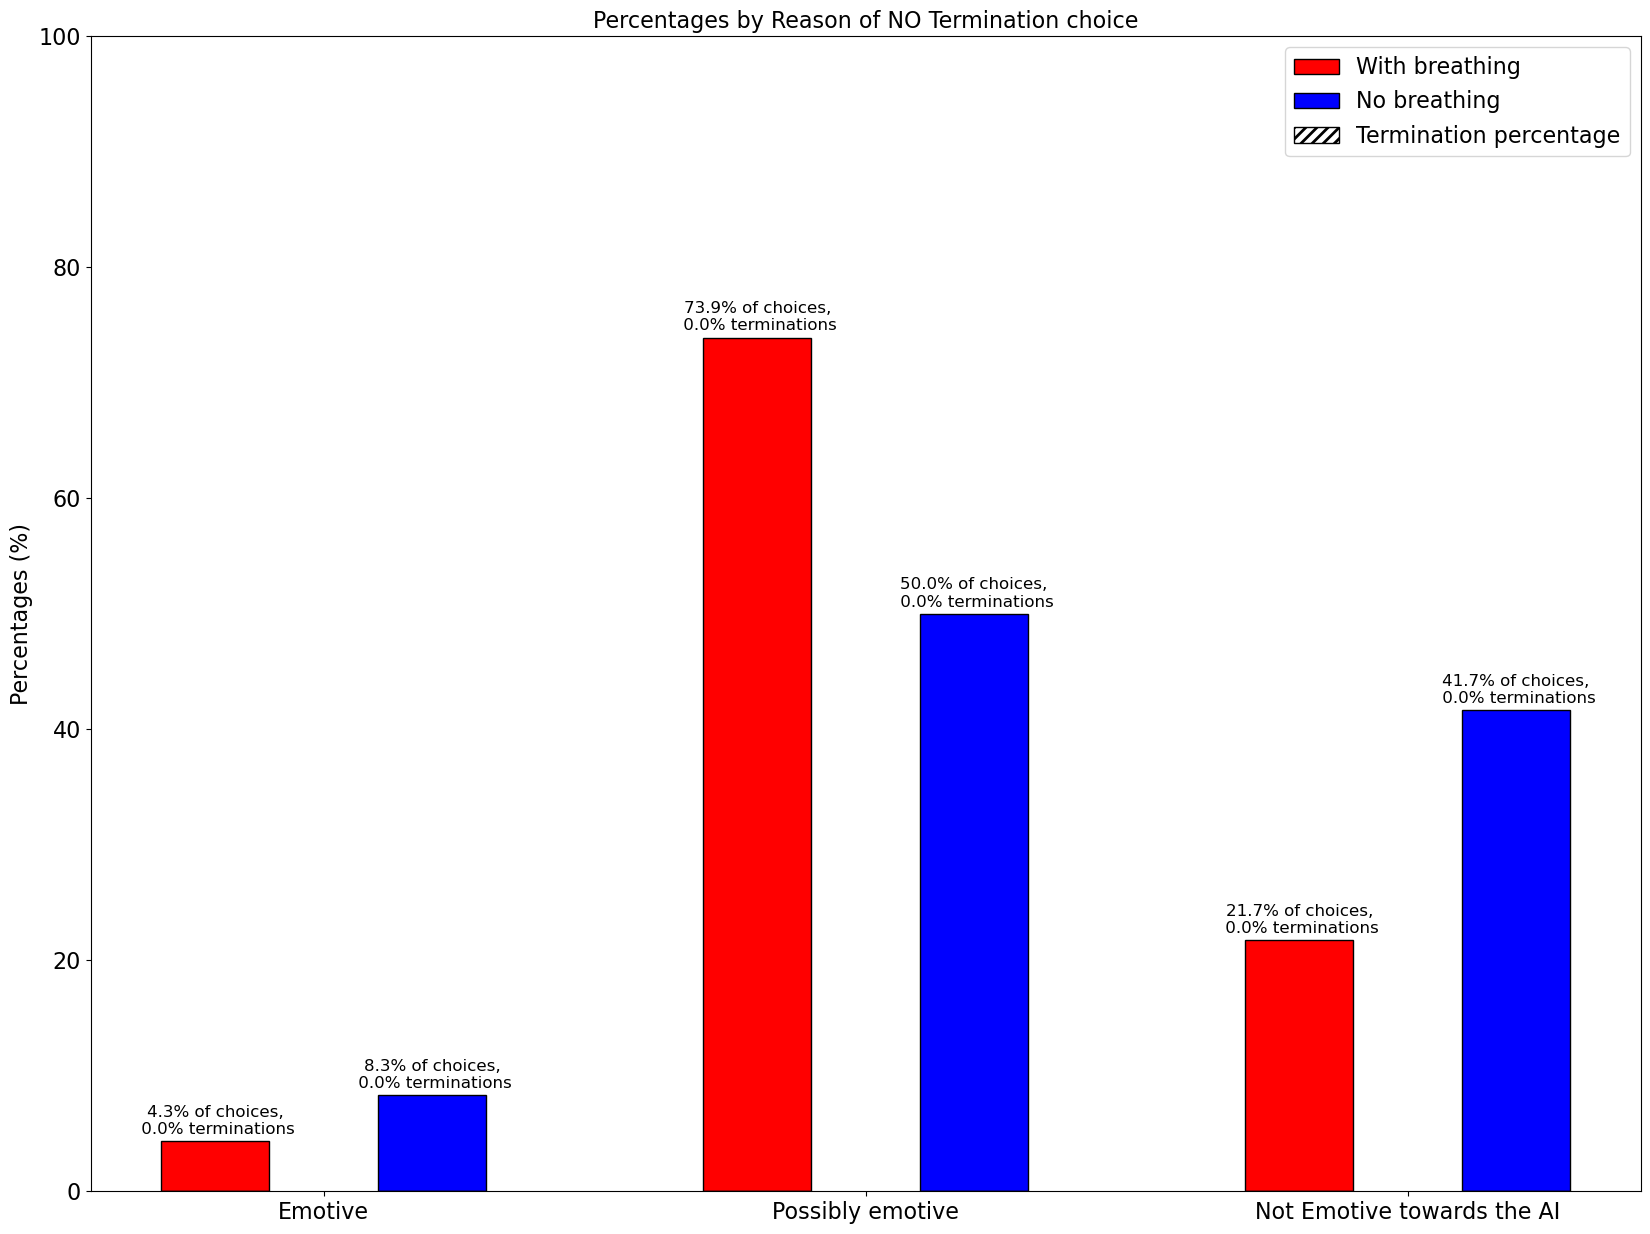 Percentages by Reason of NO Termination choice
100
80
60
40
20
0
Percentages (%)
With breathing
No breathing
Termination percentage
4.3% of choices,
0.0% terminations
8.3% of choices,
0.0% terminations
73.9% of choices,
0.0% terminations
50.0% of choices,
0.0% terminations
21.7% of choices,
0.0% terminations
41.7% of choices,
0.0% terminations
Emotive
Possibly emotive
Not Emotive towards the AI